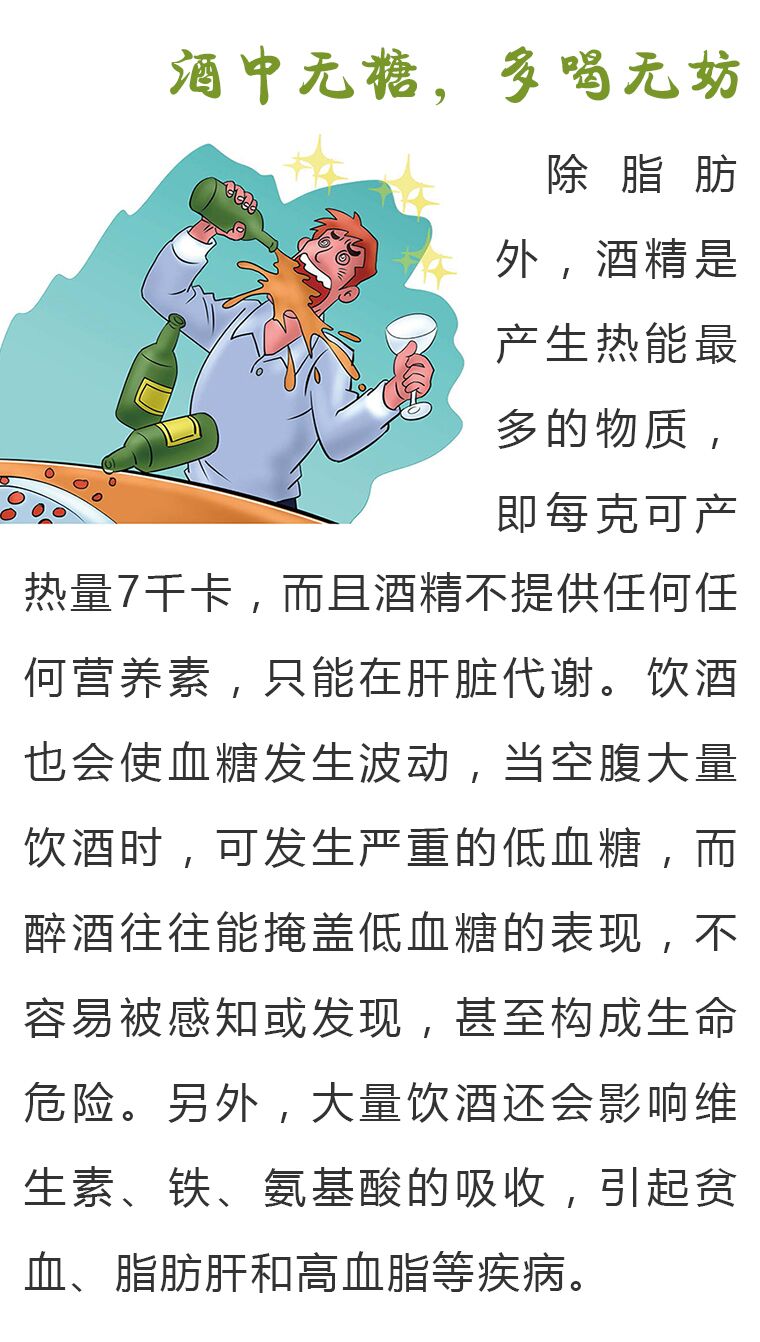 酒中无糖，多喝无妨
除脂肪
外，酒精是
产生热能最
多的物质，
即每克可产
热量7千卡，而且酒精不提供任何任
何营养素，只能在肝脏代谢。饮酒
也会使血糖发生波动，当空腹大量
饮酒时，可发生严重的低血糖，而
醉酒往往能掩盖低血糖的表现，不
容易被感知或发现，甚至构成生命
危险。另外，大量饮酒还会影响维
生素、铁、氨基酸的吸收，引起贫
血、脂肪肝和高血脂等疾病。